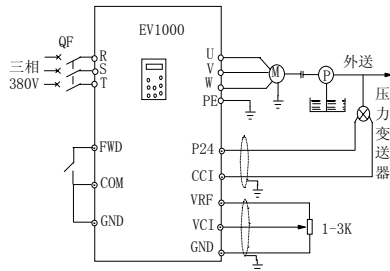 EV1000
QF
三相
380V
R
S
T
U
V
W
PE
M
P
外送
压力变送器
FWD
COM
GND
P24
CCI
VRF
VCI
GND
1-3K